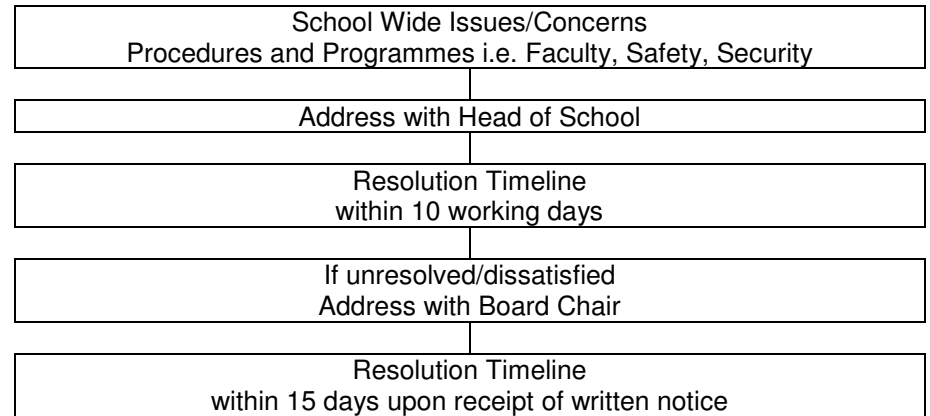 School Wide Issues/Concerns
Procedures and Programmes i.e. Faculty, Safety, Security
Address with Head of School
Resolution Timeline
within 10 working days
If unresolved/dissatisfied
Address with Board Chair
Resolution Timeline
within 15 days upon receipt of written notice